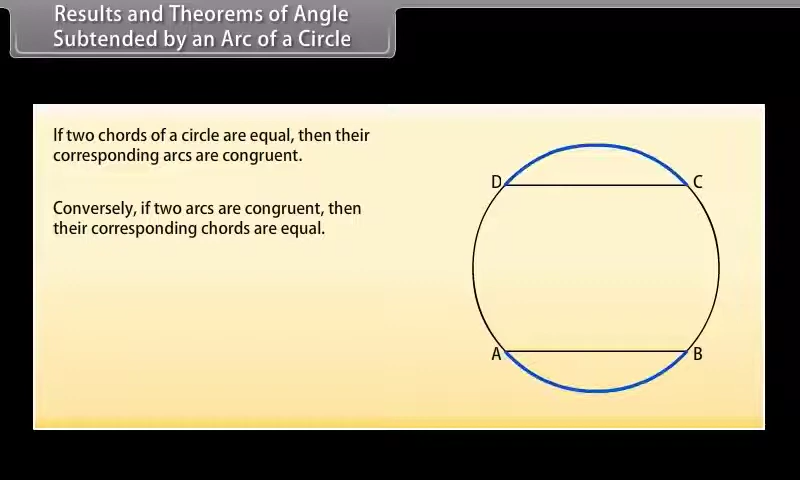 Results and Theorems of Angle
Subtended by an Arc of a Circle
If two chords of a circle are equal, then their
corresponding arcs are congruent.
Conversely, if two arcs are congruent, then
their corresponding chords are equal.
D
C
A
B